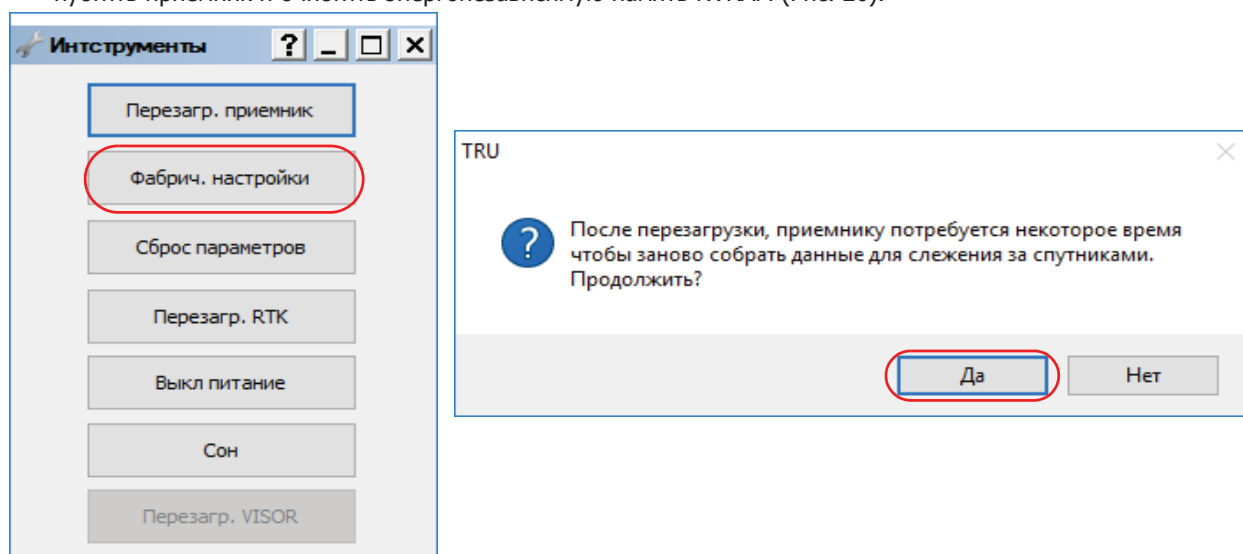 Интструменты
Перезагр. приемник
Фабрич. настройки
Сброс параметров
Перезагр. RTK
Выкл питание
Сон
Перезагр. VISOR
TRU
После перезагрузки, приемнику потребуется некоторое время
чтобы заново собрать данные для слежения за спутниками.
Продолжить?
Да
Нет